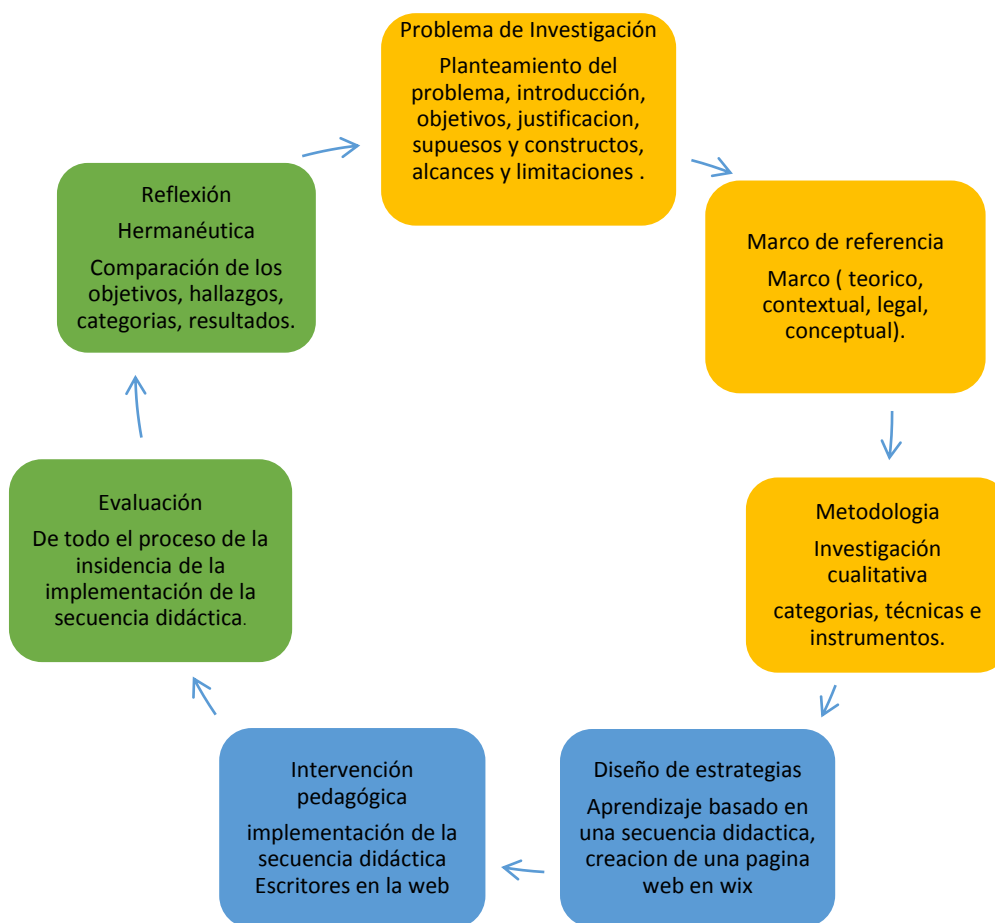 Problema de Investigación
Planteamiento del
problema, introducción,
objetivos, justificacion,
supuesos y constructos,
alcances y limitaciones .
Marco de referencia
Marco ( teorico,
contextual, legal,
conceptual).
Metodologia
Investigación
cualitativa
categorias, técnicas e
instrumentos.
Diseño de estrategias
Aprendizaje basado en
una secuencia didactica,
creacion de una pagina
web en wix
Intervención
pedagógica
implementación de la
secuencia didáctica
Escritores en la web
Evaluación
De todo el proceso de la
insidencia de la
implementación de la
secuencia didáctica.
Reflexión
Hermanéutica
Comparación de los
objetivos, hallazgos,
categorias, resultados.